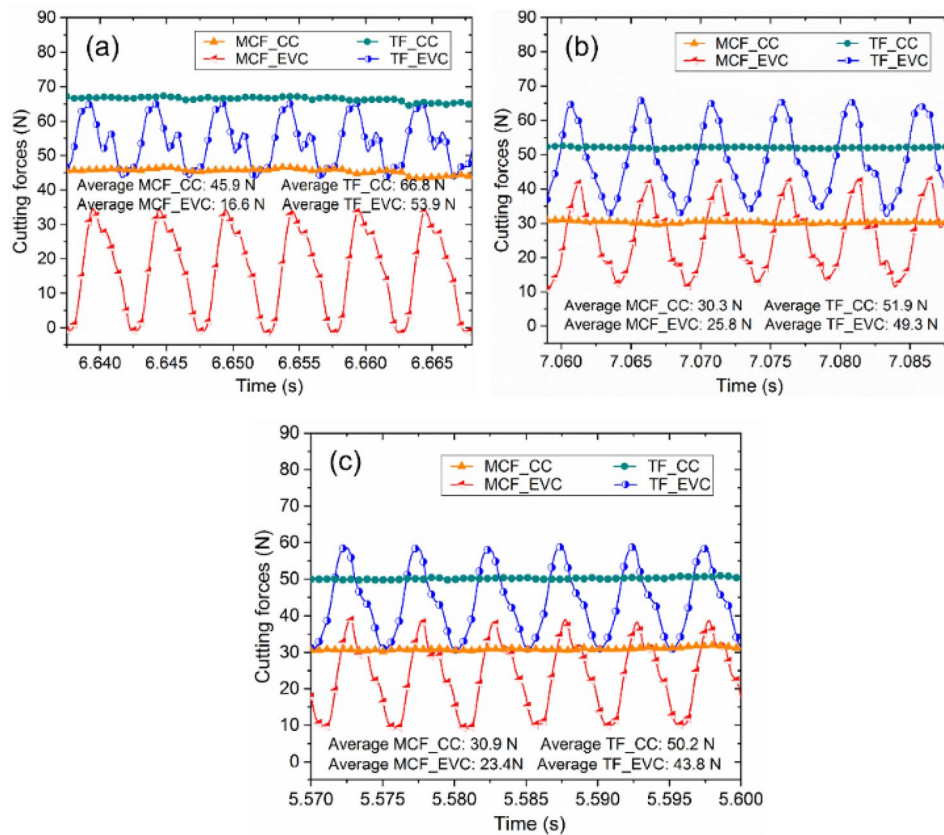 (a)
MCF_CC TF_CC
MCF_EVC TF_EVC
Cutting forces (N)
90
80
70
60
50
40
30
20
10
0
Average MCF_CC: 45.9 N Average TF_CC: 66.8 N
Average MCF_EVC: 16.6 N Average TF_EVC: 53.9 N
6.640 6.645 6.650 6.655 6.660 6.665
Time (s)
(b)
MCF_CC TF_CC
MCF_EVC TF_EVC
Cutting forces (N)
90
80
70
60
50
40
30
20
10
0
Average MCF_CC: 30.3 N Average TF_CC: 51.9 N
Average MCF_EVC: 25.8 N Average TF_EVC: 49.3 N
7.060 7.065 7.070 7.075 7.080 7.085
Time (s)
(c)
MCF_CC TF_CC
MCF_EVC TF_EVC
Cutting forces (N)
90
80
70
60
50
40
30
20
10
0
Average MCF_CC: 30.9 N Average TF_CC: 50.2 N
Average MCF_EVC: 23.4N Average TF_EVC: 43.8 N
5.570 5.575 5.580 5.585 5.590 5.595 5.600
Time (s)